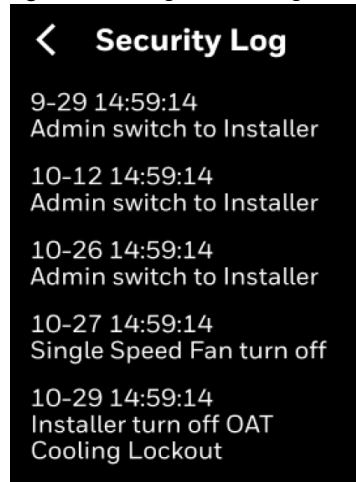 Security Log
9-29 14:59:14
Admin switch to Installer
10-12 14:59:14
Admin switch to Installer
10-26 14:59:14
Admin switch to Installer
10-27 14:59:14
Single Speed Fan turn off
10-29 14:59:14
Installer turn off OAT
Cooling Lockout